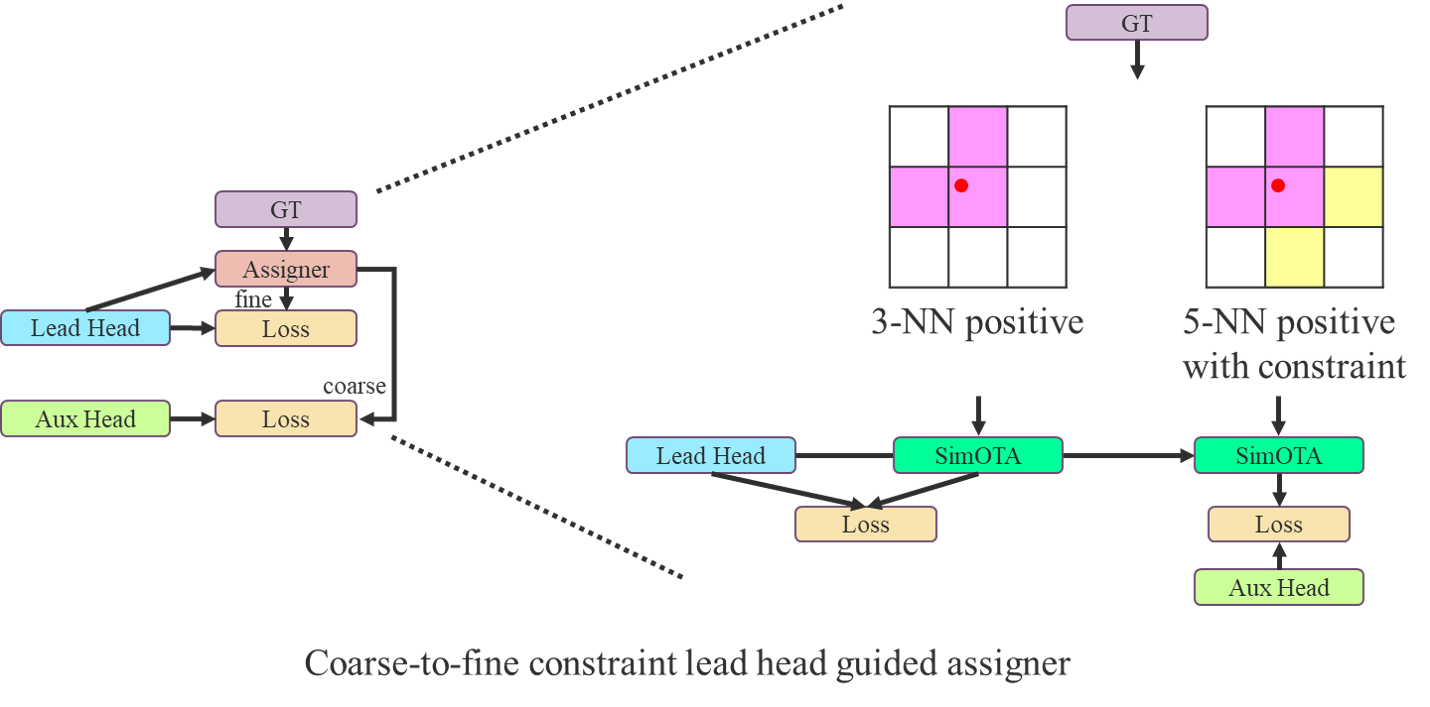 GT
GT
Assigner
fine
Lead Head
Loss
coarse
Aux Head
Loss
3-NN positive
5-NN positive
with constraint
Lead Head
SimOTA
SimOTA
Loss
Loss
Aux Head
Coarse-to-fine constraint lead head guided assigner